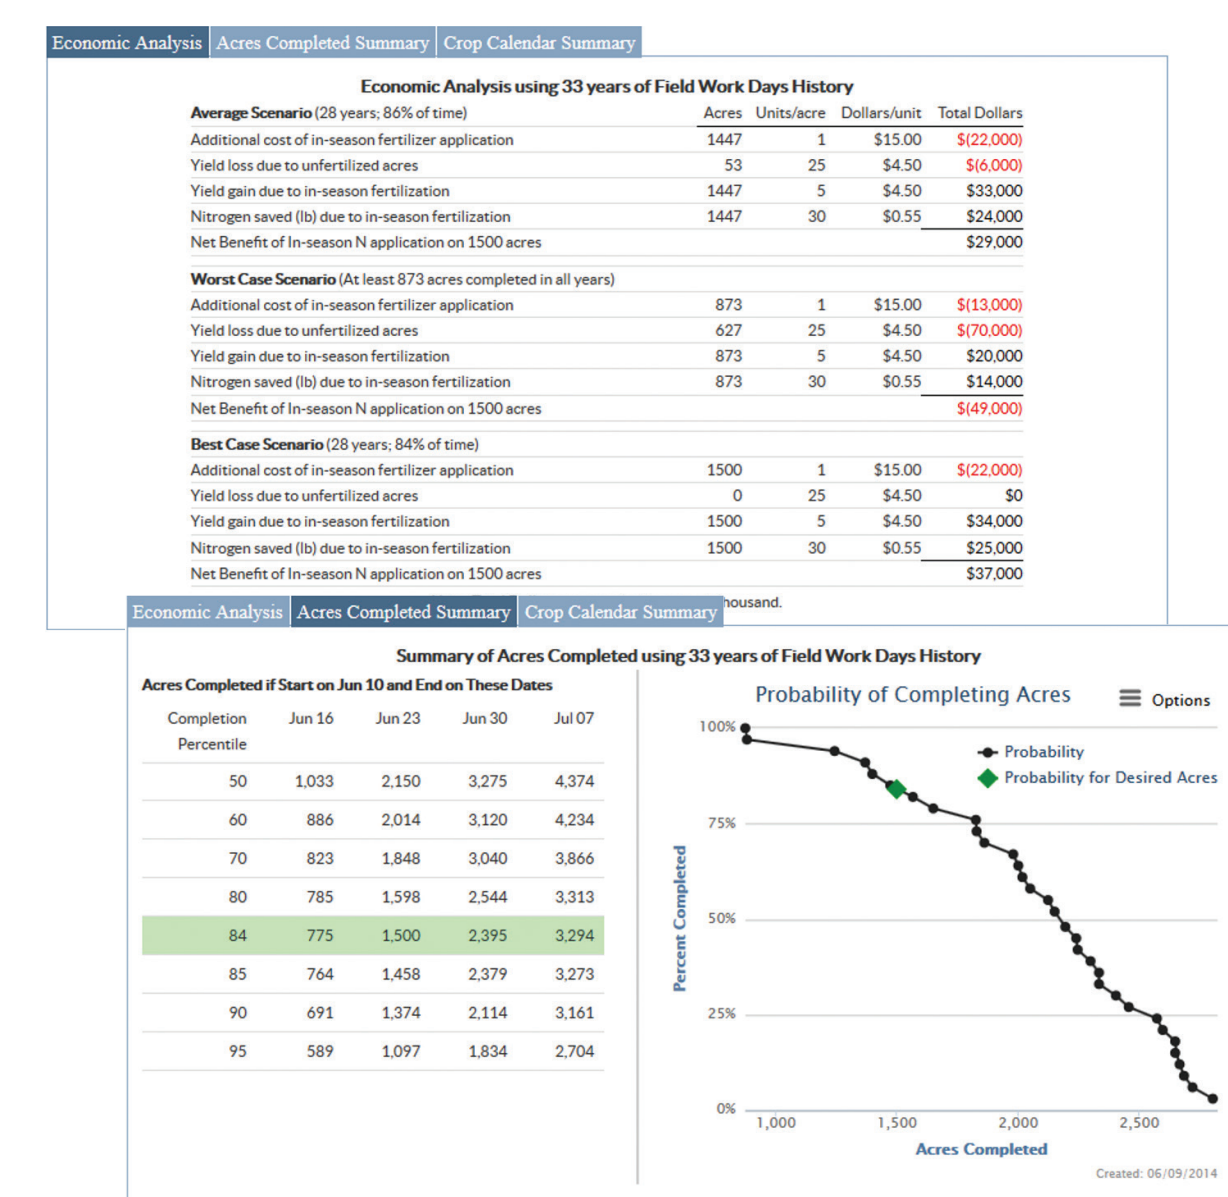 Economic Analysis Acres Completed Summary Crop Calendar Summary
Economic Analysis using 33 years of Field Work Days History
Average Scenario (28 years; 86% of time) Acres Units/acre Dollars/unit Total Dollars
Additional cost of in-season fertilizer application 1447 1 $15.00 $(22,000)
Yield loss due to unfertilized acres 53 25 $4.50 $(6,000)
Yield gain due to in-season fertilization 1447 5 $4.50 $33,000
Nitrogen saved (lb) due to in-season fertilization 1447 30 $0.55 $24,000
Net Benefit of In-season N application on 1500 acres $29,000
Worst Case Scenario (At least 873 acres completed in all years)
Additional cost of in-season fertilizer application 873 1 $15.00 $(13,000)
Yield loss due to unfertilized acres 627 25 $4.50 $(70,000)
Yield gain due to in-season fertilization 873 5 $4.50 $20,000
Nitrogen saved (lb) due to in-season fertilization 873 30 $0.55 $14,000
Net Benefit of In-season N application on 1500 acres $(49,000)
Best Case Scenario (28 years; 84% of time)
Additional cost of in-season fertilizer application 1500 1 $15.00 $(22,000)
Yield loss due to unfertilized acres 0 25 $4.50 $0
Yield gain due to in-season fertilization 1500 5 $4.50 $34,000
Nitrogen saved (lb) due to in-season fertilization 1500 30 $0.55 $25,000
Net Benefit of In-season N application on 1500 acres $37,000
housand.
Economic Analysis Acres Completed Summary Crop Calendar Summary
Summary of Acres Completed using 33 years of Field Work Days History
Acres Completed if Start on Jun 10 and End on These Dates
Completion Jun 16 Jun 23 Jun 30 Jul 07
Percentile
50 1,033 2,150 3,275 4,374
60 886 2,014 3,120 4,234
70 823 1,848 3,040 3,866
80 785 1,598 2,544 3,313
84 775 1,500 2,395 3,294
85 764 1,458 2,379 3,273
90 691 1,374 2,114 3,161
95 589 1,097 1,834 2,704
Probability of Completing Acres
Options
Probability
Probability for Desired Acres
100%
75%
50%
25%
0%
Percent Completed
1,000 1,500 2,000 2,500
Acres Completed
Created: 06/09/2014